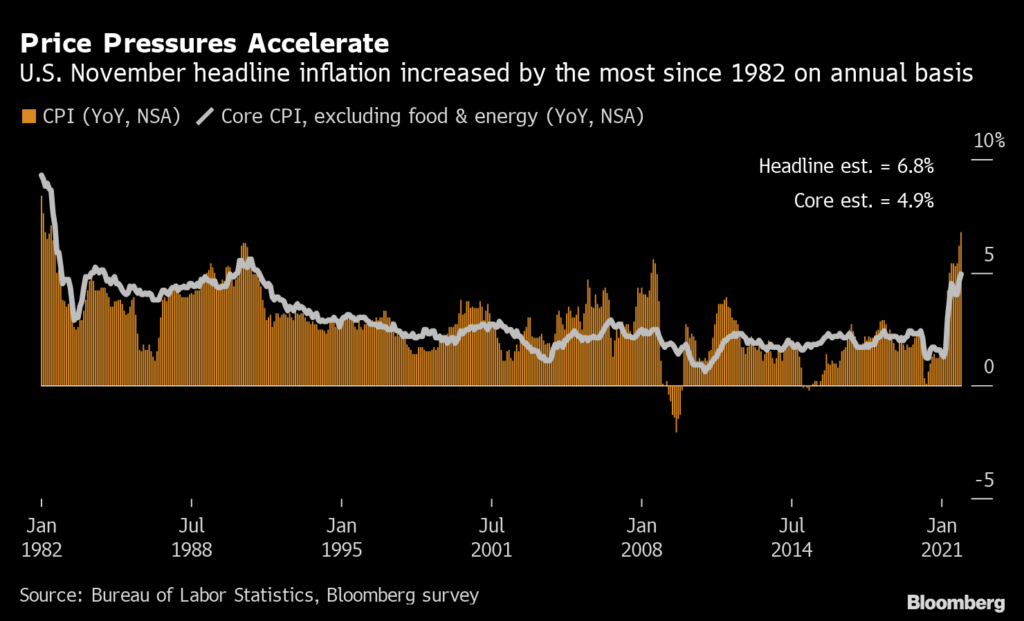 Price Pressures Accelerate
U.S. November headline inflation increased by the most since 1982 on annual basis
CPI (YoY, NSA) Core CPI, excluding food & energy (YoY, NSA)
10%
Headline est. = 6.8%
Core est. = 4.9%
5
0
-5
Jan Jul Jan Jul Jan Jul Jan
1982 1988 1995 2001 2008 2014 2021
Source: Bureau of Labor Statistics, Bloomberg survey
Bloomberg